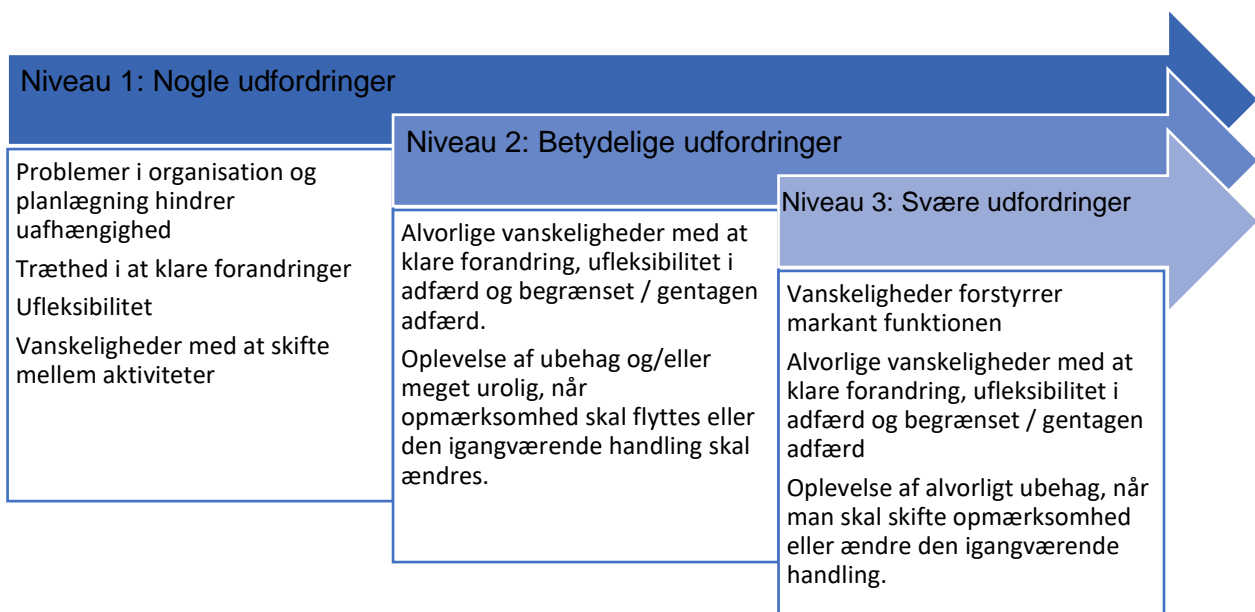 Niveau 1: Nogle udfordringer
Problemer i organisation og
planlægning hindrer
uafhængighed
Træthed i at klare forandringer
Ufleksibilitet
Vanskeligheder med at skifte
mellem aktiviteter
Niveau 2: Betydelige udfordringer
Alvorlige vanskeligheder med at
klare forandring, ufleksibilitet i
adfærd og begrænset / gentagen
adfærd.
Oplevelse af ubehag og/eller
meget urolig, når
opmærksomhed skal flyttes eller
den igangværende handling skal
ændres.
Niveau 3: Svære udfordringer
Vanskeligheder forstyrrer
markant funktionen
Alvorlige vanskeligheder med at
klare forandring, ufleksibilitet i
adfærd og begrænset / gentagen
adfærd
Oplevelse af alvorligt ubehag, når
man skal skifte opmærksomhed
eller ændre den igangværende
handling.